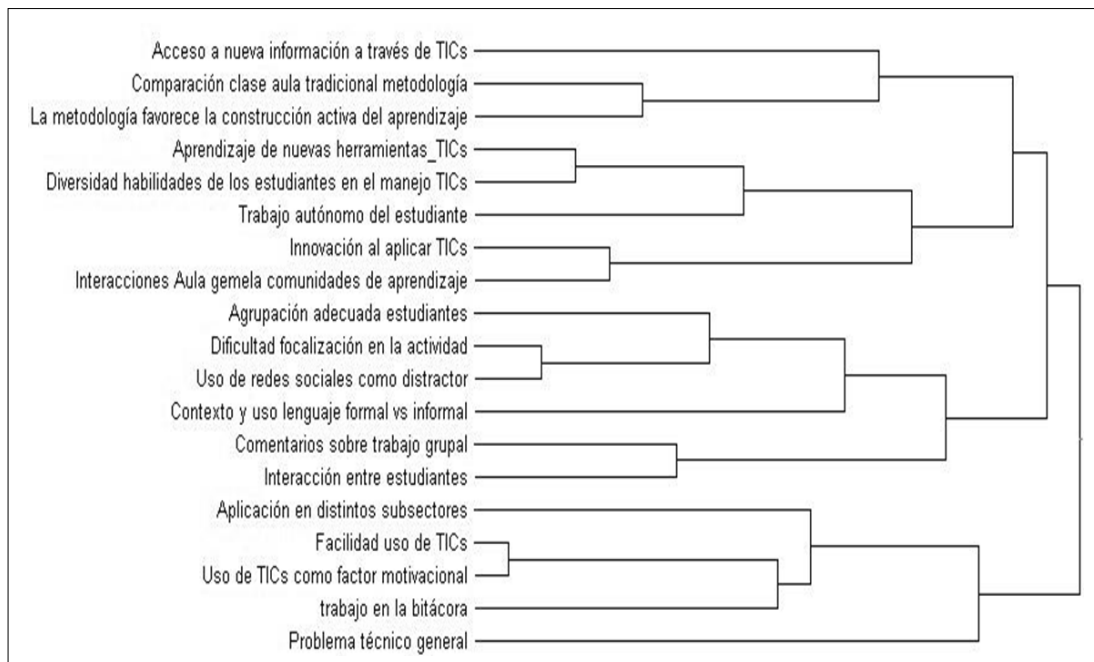 Acceso a nueva información a través de TICs
Comparación clase aula tradicional metodología
La metodología favorece la construcción activa del aprendizaje
Aprendizaje de nuevas herramientas_TICs
Diversidad habilidades de los estudiantes en el manejo TICs
Trabajo autónomo del estudiante
Innovación al aplicar TICs
Interacciones Aula gemela comunidades de aprendizaje
Agrupación adecuada estudiantes
Dificultad focalización en la actividad
Uso de redes sociales como distractor
Contexto y uso lenguaje formal vs informal
Comentarios sobre trabajo grupal
Interacción entre estudiantes
Aplicación en distintos subsectores
Facilidad uso de TICs
Uso de TICs como factor motivacional
trabajo en la bitácora
Problema técnico general